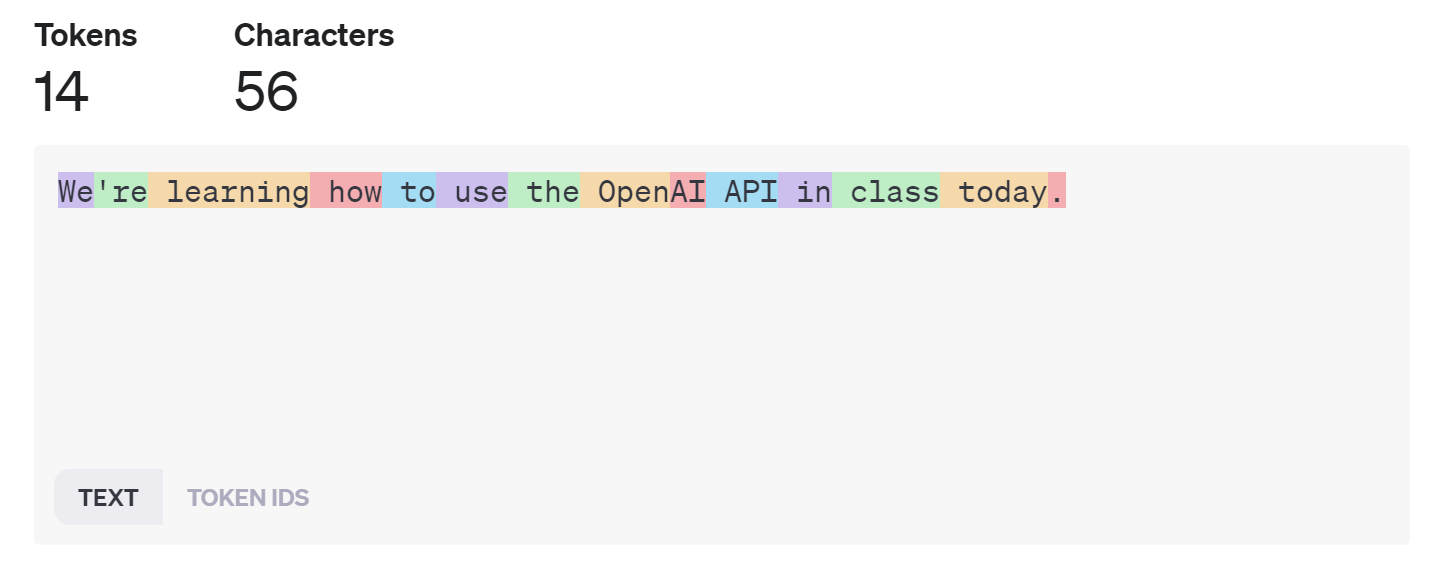 Tokens Characters
14 56
We're learning how to use the OpenAI API in class today.
TEXT TOKEN IDS